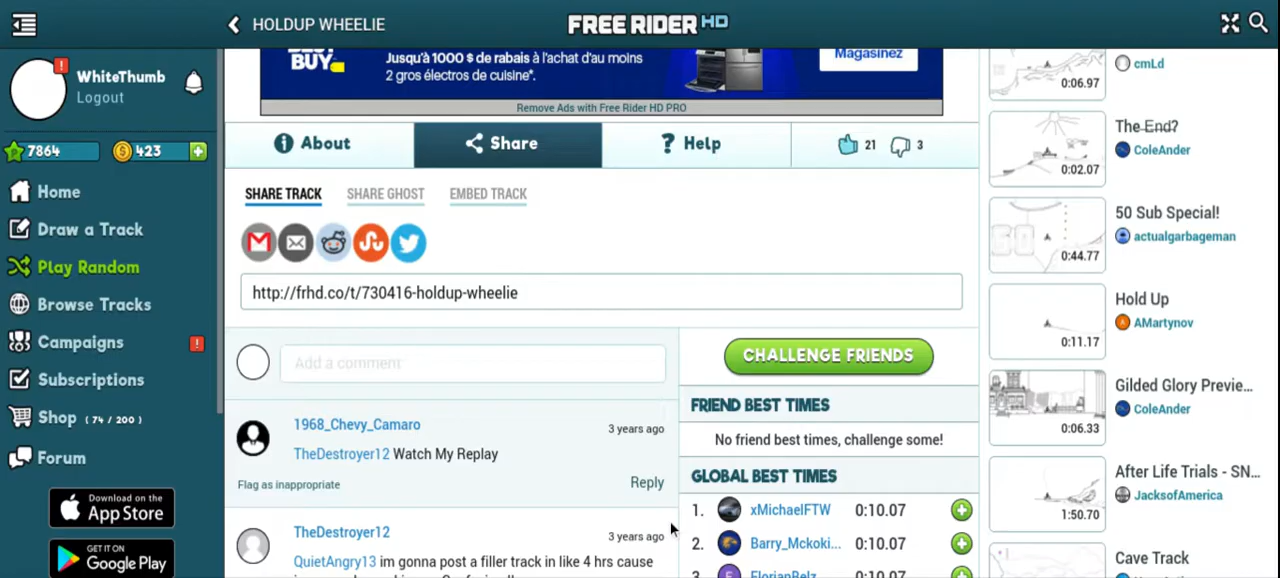 HOLDUP WHEELIE
FREE RIDER HD
WhiteThumb
Logout
7864
423
Home
Draw a Track
Play Random
Browse Tracks
Campaigns
Subscriptions
Shop ( 74 / 200 )
Forum
Download on the
App Store
GET IT ON
Google Play
BUY
Jusqu'à 1000 $ de rabais à l'achat d'au moins
2 gros électros de cuisine*.
Magasinez
Remove Ads with Free Rider HD PRO
About
Share
Help
21
3
SHARE TRACK
SHARE GHOST
EMBED TRACK
http://frhd.co/t/730416-holdup-wheelie
Add a comment
1968_Chevy_Camaro
3 years ago
TheDestroyer12 Watch My Replay
Flag as inappropriate
Reply
TheDestroyer12
3 years ago
QuietAngry13 im gonna post a filler track in like 4 hrs cause
CHALLENGE FRIENDS
FRIEND BEST TIMES
No friend best times, challenge some!
GLOBAL BEST TIMES
1. xMichaelFTW 0:10.07
2. Barry_Mckoki... 0:10.07
3. FlorianBelz 0:10.07
cmLd
0:06.97
The End?
ColeAnder
0:02.07
50 Sub Special!
actualgarbageman
0:44.77
Hold Up
AMartynov
0:11.17
Gilded Glory Previe...
ColeAnder
0:06.33
After Life Trials - SN...
JacksofAmerica
1:50.70
Cave Track